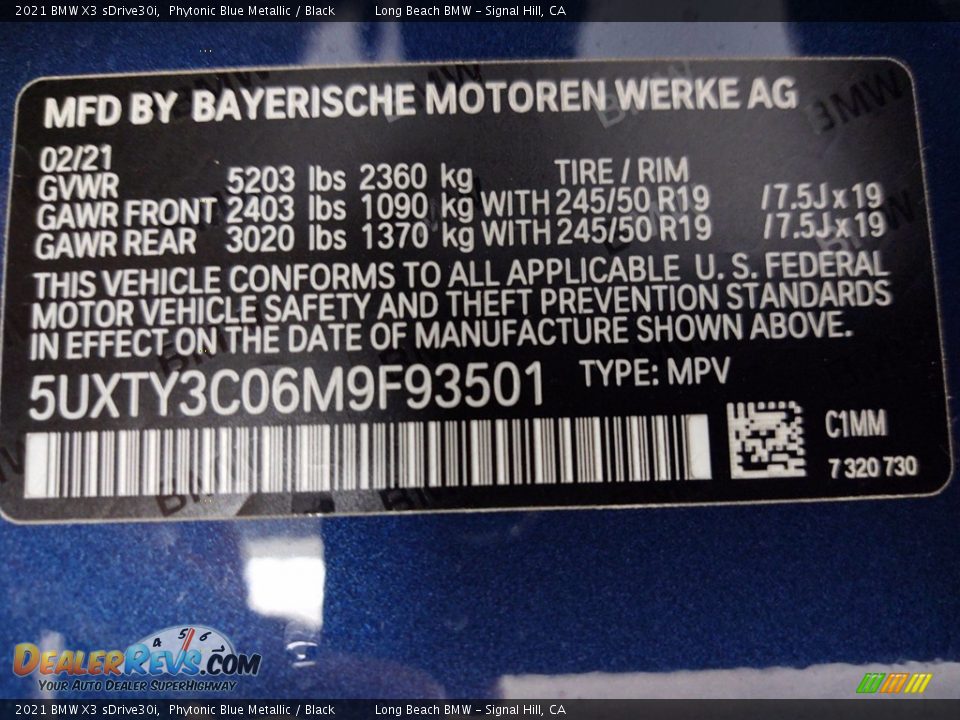 2021 BMW X3 sDrive30i, Phytonic Blue Metallic / Black Long Beach BMW - Signal Hill, CA
MFD BY BAYERISCHE MOTOREN WERKE AG
02/21
GVWR 5203 lbs 2360 kg TIRE / RIM
GAWR FRONT 2403 lbs 1090 kg WITH 245/50 R19 /7.5J x 19
GAWR REAR 3020 lbs 1370 kg WITH 245/50 R19 /7.5J x 19
THIS VEHICLE CONFORMS TO ALL APPLICABLE U. S. FEDERAL
MOTOR VEHICLE SAFETY AND THEFT PREVENTION STANDARDS
IN EFFECT ON THE DATE OF MANUFACTURE SHOWN ABOVE.
5UXTY3C06M9F93501 TYPE: MPV
C1MM
7 320 730
4 5 6
DEALERREVS.COM
YOUR AUTO DEALER SUPERHIGHWAY
2021 BMW X3 sDrive30i, Phytonic Blue Metallic / Black Long Beach BMW - Signal Hill, CA